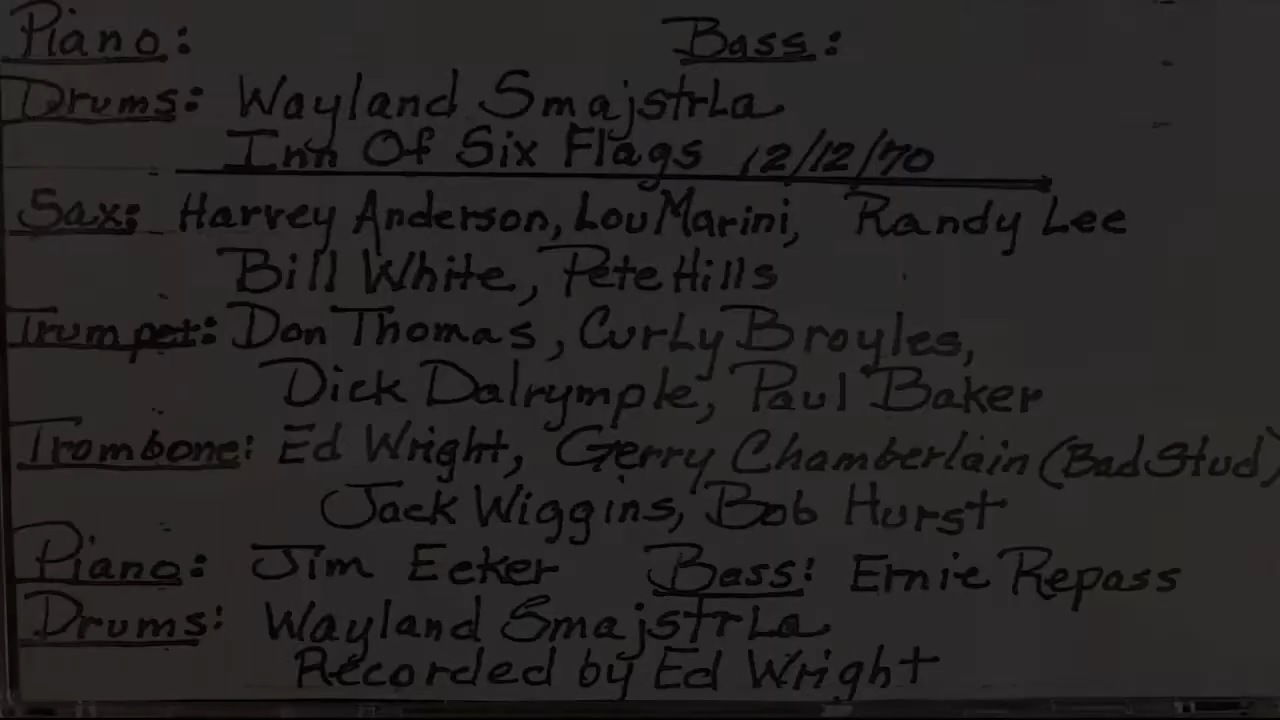 Piano: Bass:
Drums: Wayland SmajstrLa
Inn Of Six Flags 12/12/70
Sax: Harvey Anderson, Lou Marini, Randy Lee
Bill White, Pete Hills
Trumpet: Don Thomas, CurLy Broyles,
Dick Dalrymple, Paul Baker
Trombone: Ed Wright, Gerry Chamberlain (Bad Stud)
Jack Wiggins, Bob Hurst
Piano: Jim Ecker Bass: Ernie Repass
Drums: Wayland SmajstrLa
Recorded by Ed Wright